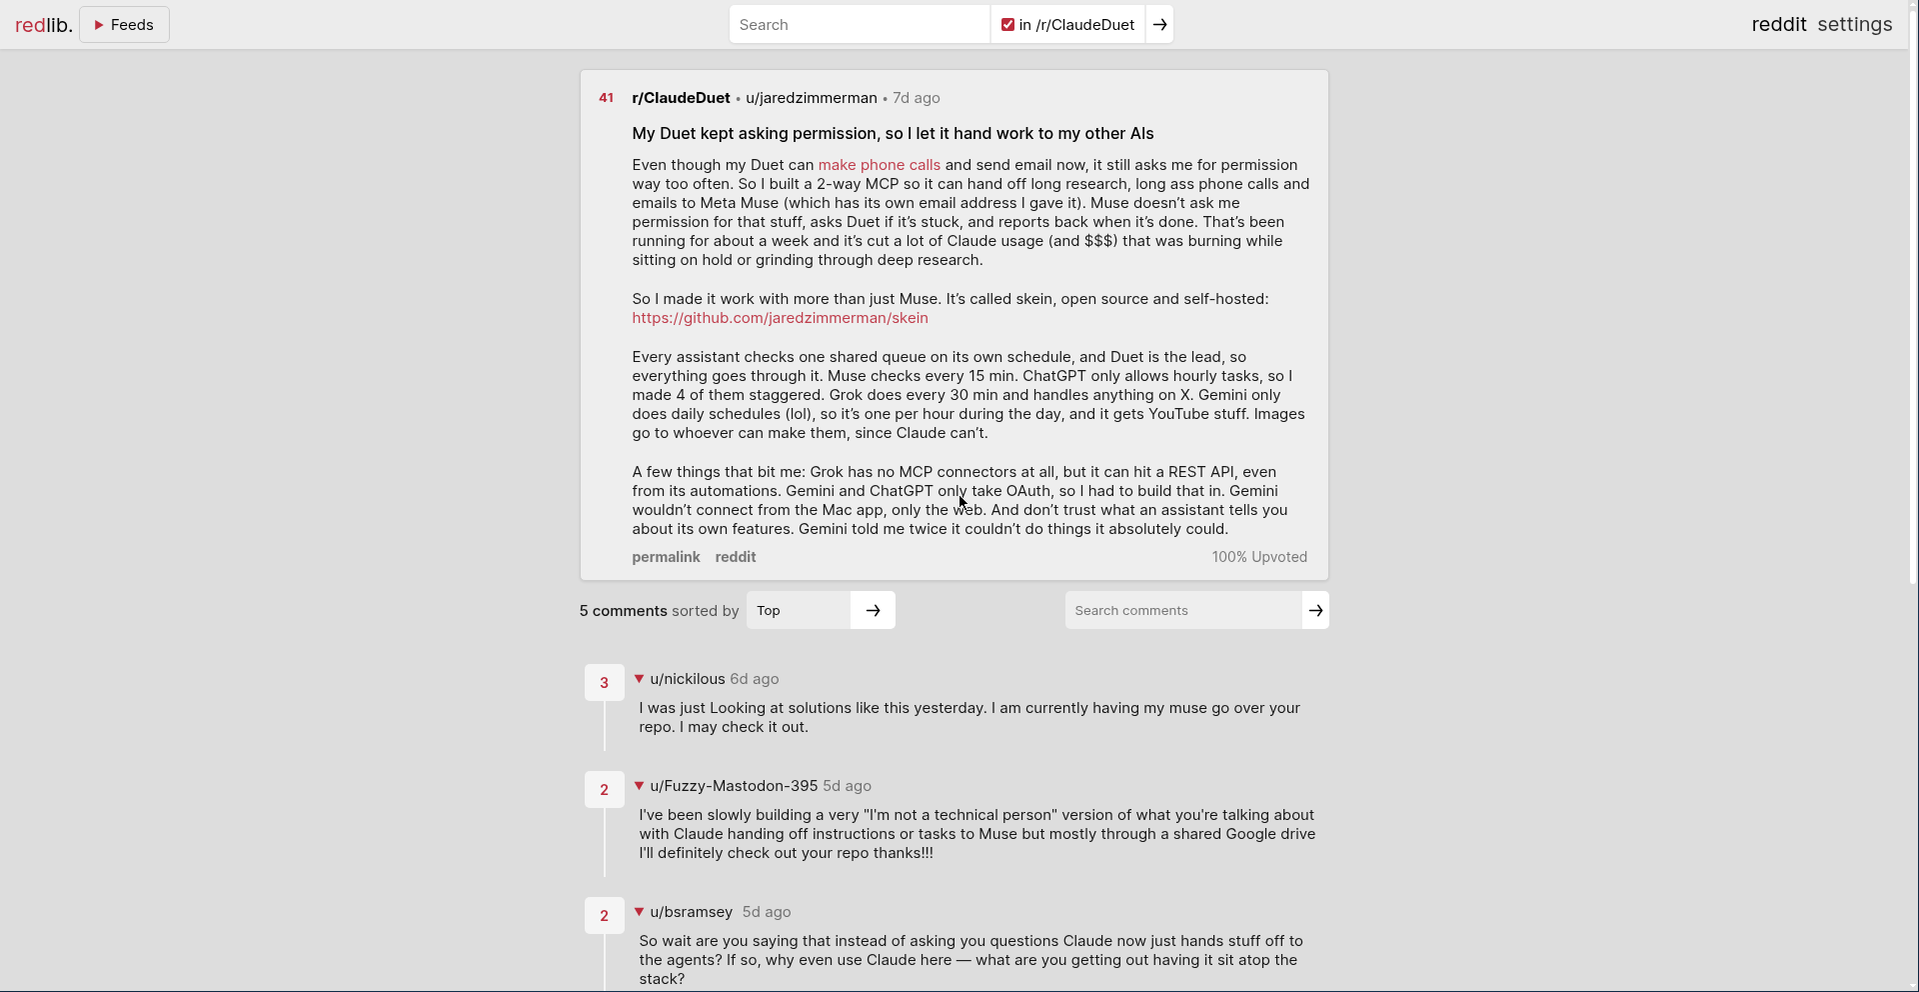 redlib.
Feeds
Search
in /r/ClaudeDuet
reddit settings
41
r/ClaudeDuet • u/jaredzimmerman • 7d ago
My Duet kept asking permission, so I let it hand work to my other AIs
Even though my Duet can make phone calls and send email now, it still asks me for permission
way too often. So I built a 2-way MCP so it can hand off long research, long ass phone calls and
emails to Meta Muse (which has its own email address I gave it). Muse doesn’t ask me
permission for that stuff, asks Duet if it’s stuck, and reports back when it’s done. That’s been
running for about a week and it’s cut a lot of Claude usage (and $$$) that was burning while
sitting on hold or grinding through deep research.
So I made it work with more than just Muse. It’s called skein, open source and self-hosted:
https://github.com/jaredzimmerman/skein
Every assistant checks one shared queue on its own schedule, and Duet is the lead, so
everything goes through it. Muse checks every 15 min. ChatGPT only allows hourly tasks, so I
made 4 of them staggered. Grok does every 30 min and handles anything on X. Gemini only
does daily schedules (lol), so it’s one per hour during the day, and it gets YouTube stuff. Images
go to whoever can make them, since Claude can’t.
A few things that bit me: Grok has no MCP connectors at all, but it can hit a REST API, even
from its automations. Gemini and ChatGPT only take OAuth, so I had to build that in. Gemini
wouldn’t connect from the Mac app, only the web. And don’t trust what an assistant tells you
about its own features. Gemini told me twice it couldn’t do things it absolutely could.
permalink reddit
100% Upvoted
5 comments sorted by
Top
Search comments
3
u/nickilous 6d ago
I was just Looking at solutions like this yesterday. I am currently having my muse go over your
repo. I may check it out.
2
u/Fuzzy-Mastodon-395 5d ago
I've been slowly building a very "I'm not a technical person" version of what you're talking about
with Claude handing off instructions or tasks to Muse but mostly through a shared Google drive
I'll definitely check out your repo thanks!!!
2
u/bsramsey 5d ago
So wait are you saying that instead of asking you questions Claude now just hands stuff off to
the agents? If so, why even use Claude here — what are you getting out having it sit atop the
stack?